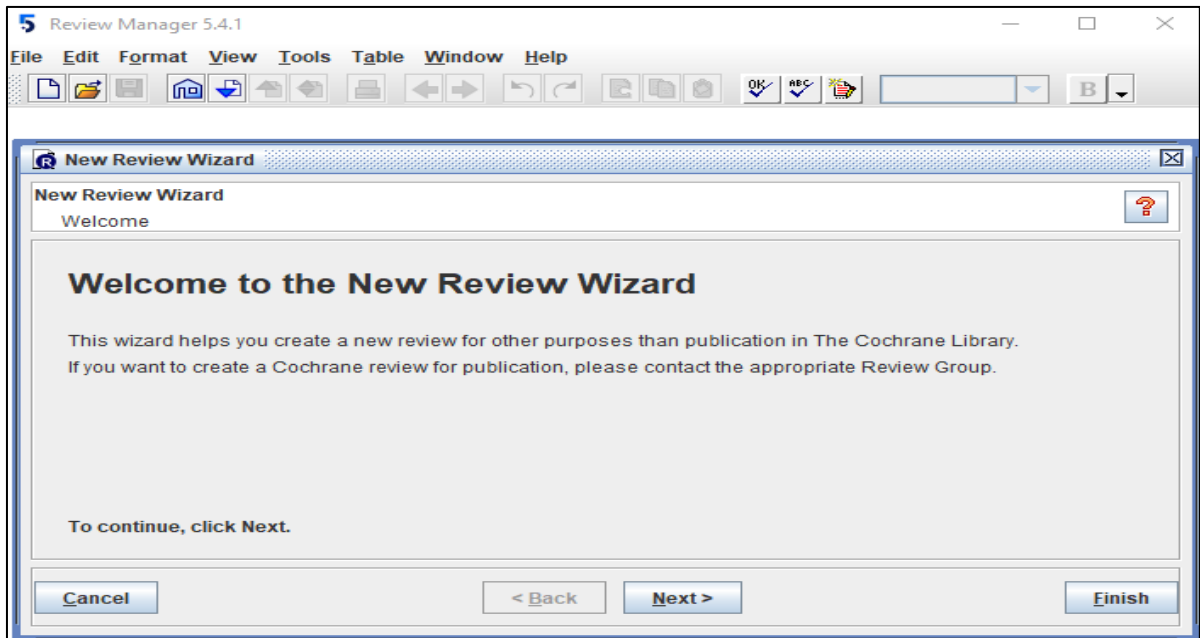 5 Review Manager 5.4.1
File Edit Format View Tools Table Window Help
OK ABC B
R New Review Wizard
New Review Wizard
?
Welcome
Welcome to the New Review Wizard
This wizard helps you create a new review for other purposes than publication in The Cochrane Library.
If you want to create a Cochrane review for publication, please contact the appropriate Review Group.
To continue, click Next.
Cancel < Back Next > Finish